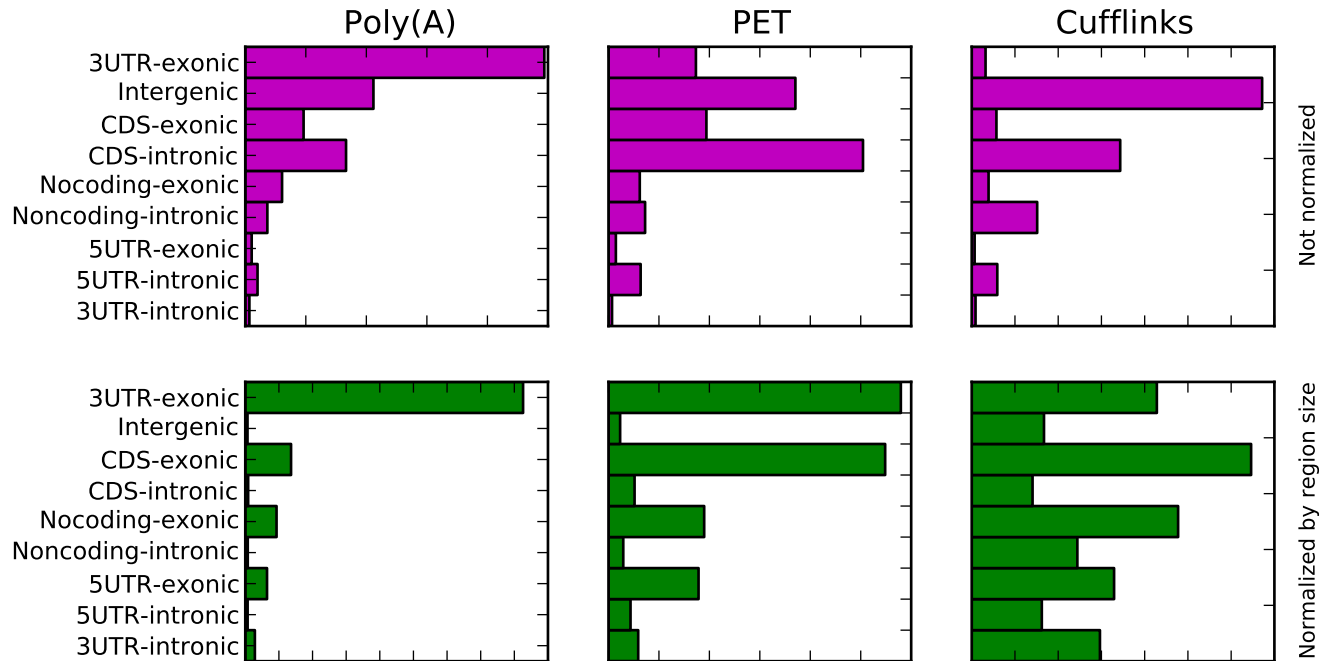 Poly(A) PET Cufflinks
3UTR-exonic
Intergenic
CDS-exonic
CDS-intronic
Nocoding-exonic
Noncoding-intronic
5UTR-exonic
5UTR-intronic
3UTR-intronic
Not normalized
3UTR-exonic
Intergenic
CDS-exonic
CDS-intronic
Nocoding-exonic
Noncoding-intronic
5UTR-exonic
5UTR-intronic
3UTR-intronic
Normalized by region size